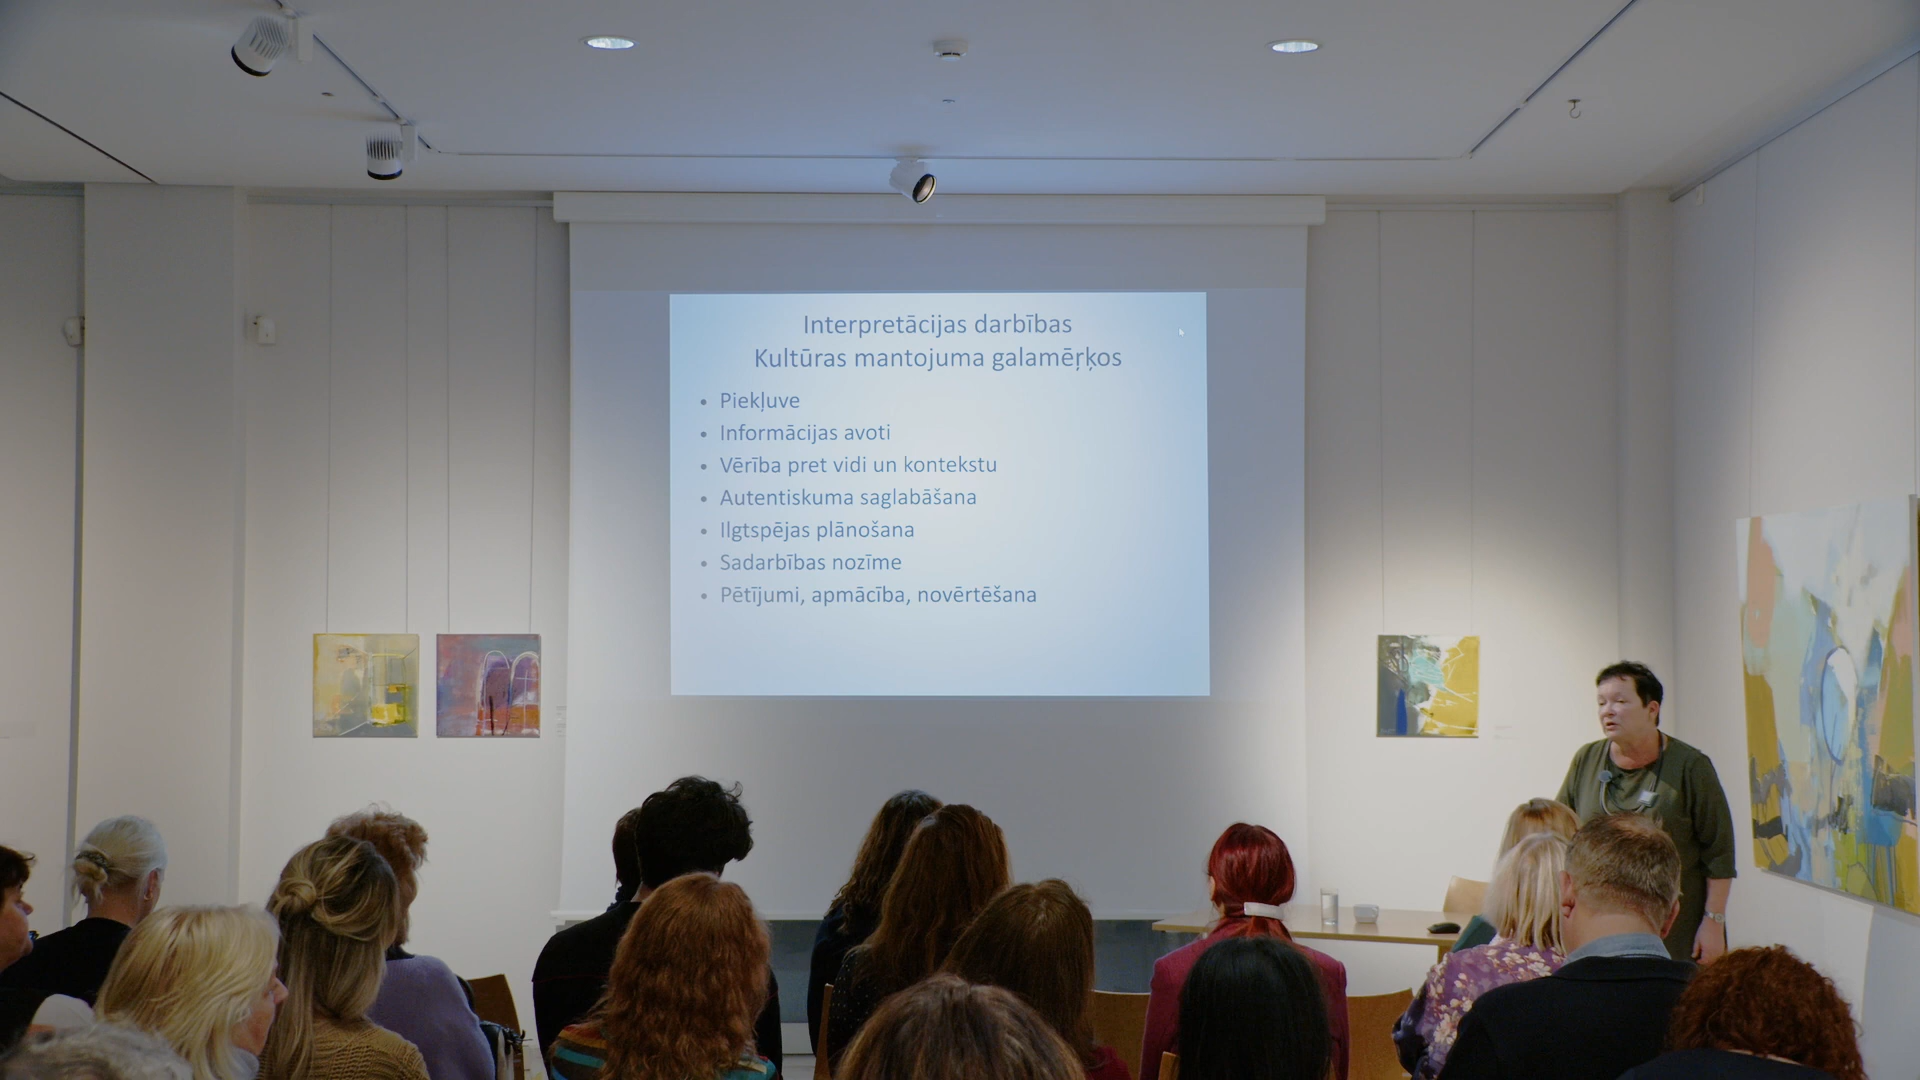 Interpretācijas darbības
Kultūras mantojuma galamēŗķos
• Piekļuve
• Informācijas avoti
• Vērība pret vidi un kontekstu
• Autentiskuma saglabāšana
• Ilgtspējas plānošana
• Sadarbības nozīme
• Pētījumi, apmācība, novērtēšana